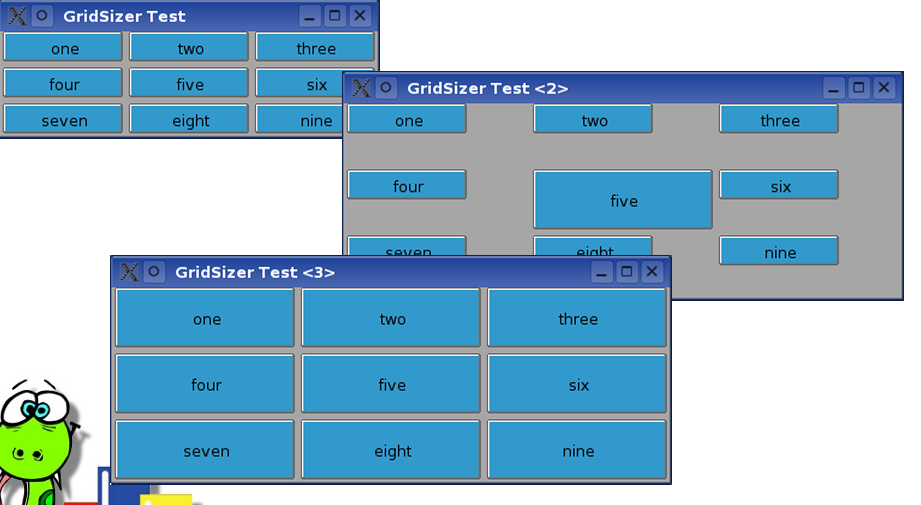 GridSizer Test
one two three
four five six
seven eight nine
GridSizer Test <2>
one two three
four five six
seven eight nine
GridSizer Test <3>
one two three
four five six
seven eight nine